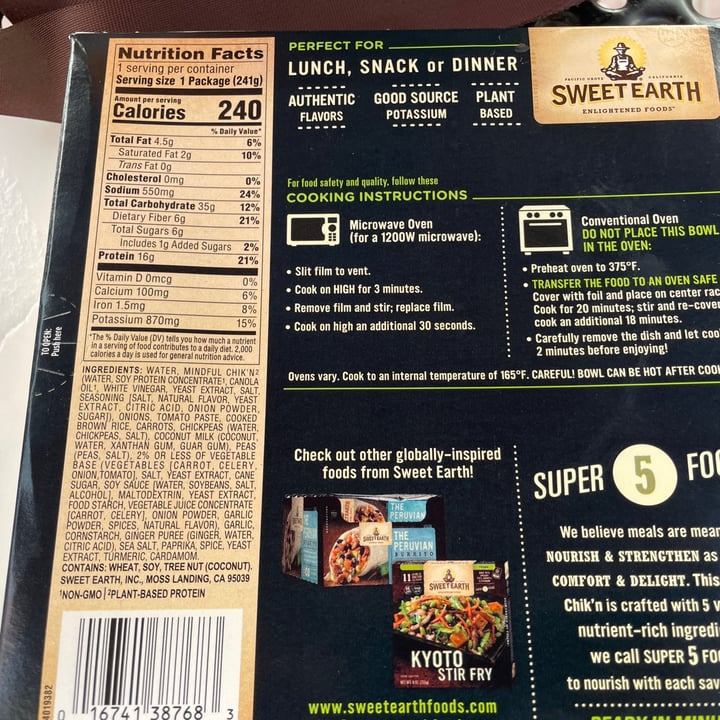 Nutrition Facts
1 serving per container
Serving size 1 Package (241g)
Amount per serving
Calories 240
% Daily Value*
Total Fat 4.5g 6%
Saturated Fat 2g 10%
Trans Fat 0g
Cholesterol 0mg 0%
Sodium 550mg 24%
Total Carbohydrate 35g 12%
Dietary Fiber 6g 21%
Total Sugars 6g
Includes 1g Added Sugars 2%
Protein 16g 21%
Vitamin D 0mcg 0%
Calcium 100mg 6%
Iron 1.5mg 8%
Potassium 870mg 15%
*The % Daily Value (DV) tells you how much a nutrient
in a serving of food contributes to a daily diet. 2,000
calories a day is used for general nutrition advice.
INGREDIENTS: WATER, MINDFUL CHIK'N²
(WATER, SOY PROTEIN CONCENTRATE¹, CANOLA
OIL¹, WHITE VINEGAR, YEAST EXTRACT, SALT,
SEASONING [SALT, NATURAL FLAVOR, YEAST
EXTRACT, CITRIC ACID, ONION POWDER,
SUGAR]), ONIONS, TOMATO PASTE, COOKED
BROWN RICE, CARROTS, CHICKPEAS (WATER,
CHICKPEAS, SALT), COCONUT MILK (COCONUT,
WATER, XANTHAN GUM, GUAR GUM), PEAS
(PEAS, SALT), 2% OR LESS OF VEGETABLE
BASE (VEGETABLES [CARROT, CELERY,
ONION, TOMATO], SALT, YEAST EXTRACT, CANE
SUGAR, SOY SAUCE [WATER, SOYBEANS, SALT,
ALCOHOL], MALTODEXTRIN, YEAST EXTRACT,
FOOD STARCH, VEGETABLE JUICE CONCENTRATE
[CARROT, CELERY], ONION POWDER, GARLIC
POWDER, SPICES, NATURAL FLAVOR), GARLIC,
CORNSTARCH, GINGER PUREE (GINGER, WATER,
CITRIC ACID), SEA SALT, PAPRIKA, SPICE, YEAST
EXTRACT, TURMERIC, CARDAMOM.
CONTAINS: WHEAT, SOY, TREE NUT (COCONUT).
SWEET EARTH, INC., MOSS LANDING, CA 95039
¹NON-GMO | ²PLANT-BASED PROTEIN
0 16741 38768 3
4019382
TO OPEN:
Push here
PERFECT FOR
LUNCH, SNACK or DINNER
AUTHENTIC FLAVORS
GOOD SOURCE POTASSIUM
PLANT BASED
PACIFIC GROVE CALIFORNIA
SWEET EARTH
ENLIGHTENED FOODS
For food safety and quality, follow these
COOKING INSTRUCTIONS
Microwave Oven
(for a 1200W microwave):
• Slit film to vent.
• Cook on HIGH for 3 minutes.
• Remove film and stir; replace film.
• Cook on high an additional 30 seconds.
Conventional Oven
DO NOT PLACE THIS BOWL
IN THE OVEN:
• Preheat oven to 375°F.
• TRANSFER THE FOOD TO AN OVEN SAFE
Cover with foil and place on center rac
Cook for 20 minutes; stir and re-cove
cook an additional 18 minutes.
• Carefully remove the dish and let coo
2 minutes before enjoying!
Ovens vary. Cook to an internal temperature of 165°F. CAREFUL! BOWL CAN BE HOT AFTER COOK
Check out other globally-inspired
foods from Sweet Earth!
THE
PERUVIAN
THE
PERUVIAN
BURRITO
SWEET EARTH
SWEET EARTH
11
KYOTO
STIR FRY
www.sweetearthfoods.com
SUPER 5 FO
We believe meals are mean
NOURISH & STRENGTHEN as
COMFORT & DELIGHT. This
Chik'n is crafted with 5 v
nutrient-rich ingredi
we call SUPER 5 FO
to nourish with each sav